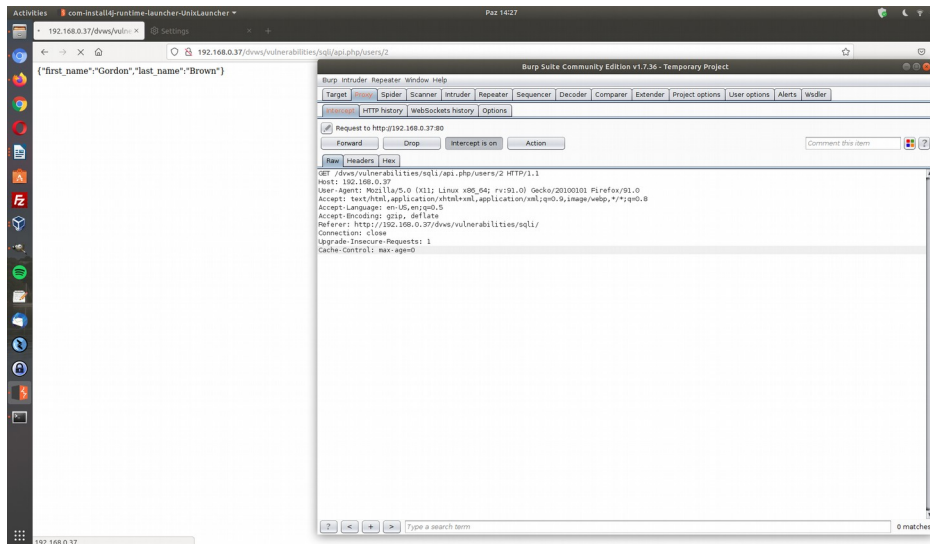 Activities com-install4j-runtime-launcher-UnixLauncher Paz 14:27
192.168.0.37/dvws/vulne × Settings × +
192.168.0.37/dvws/vulnerabilities/sqli/api.php/users/2
{"first_name":"Gordon","last_name":"Brown"}
Burp Suite Community Edition v1.7.36 - Temporary Project
Burp Intruder Repeater Window Help
Target Proxy Spider Scanner Intruder Repeater Sequencer Decoder Comparer Extender Project options User options Alerts Wsdler
Intercept HTTP history WebSockets history Options
Request to http://192.168.0.37:80
Forward Drop Intercept is on Action Comment this item ?
Raw Headers Hex
GET /dvws/vulnerabilities/sqli/api.php/users/2 HTTP/1.1
Host: 192.168.0.37
User-Agent: Mozilla/5.0 (X11; Linux x86_64; rv:91.0) Gecko/20100101 Firefox/91.0
Accept: text/html,application/xhtml+xml,application/xml;q=0.9,image/webp,*/*;q=0.8
Accept-Language: en-US,en;q=0.5
Accept-Encoding: gzip, deflate
Referer: http://192.168.0.37/dvws/vulnerabilities/sqli/
Connection: close
Upgrade-Insecure-Requests: 1
Cache-Control: max-age=0
? < + > Type a search term 0 matches
192.168.0.37